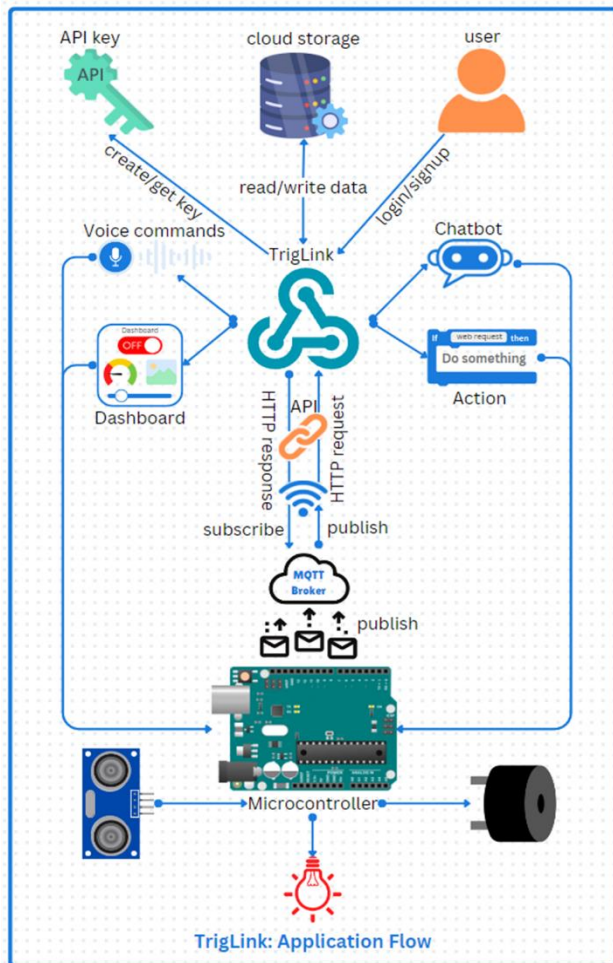 API key
cloud storage
user
API
create/get key
read/write data
login/signup
Voice commands
TrigLink
Chatbot
Dashboard
OFF
If web request then
Do something
Dashboard
Action
HTTP response
API
HTTP request
subscribe
publish
MQTT
Broker
publish
Microcontroller
TrigLink: Application Flow